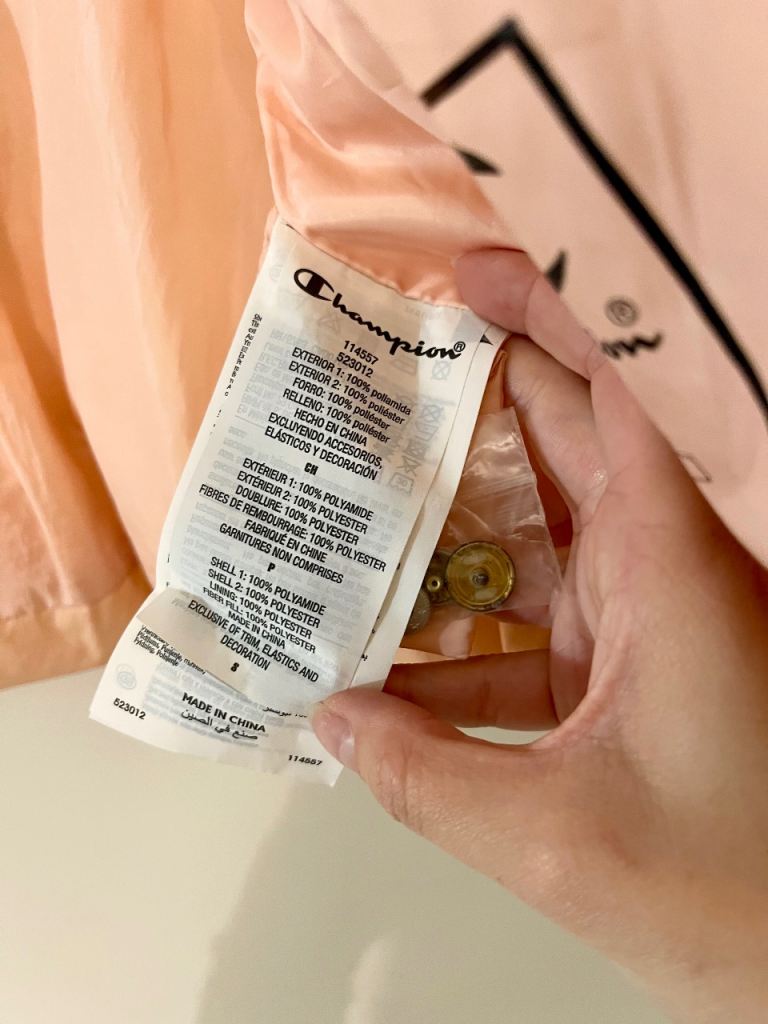 Champion®
114557
523012
EXTERIOR 1: 100% poliamida
EXTERIOR 2: 100% poliéster
FORRO: 100% poliéster
RELLENO: 100% poliéster
HECHO EN CHINA
EXCLUYENDO ACCESORIOS,
ELÁSTICOS Y DECORACIÓN
CH
EXTÉRIEUR 1: 100% POLYAMIDE
EXTÉRIEUR 2: 100% POLYESTER
DOUBLURE: 100% POLYESTER
FIBRES DE REMBOURRAGE: 100% POLYESTER
FABRIQUÉ EN CHINE
GARNITURES NON COMPRISES
P
SHELL 1: 100% POLYAMIDE
SHELL 2: 100% POLYESTER
LINING: 100% POLYESTER
FIBER FILL: 100% POLYESTER
MADE IN CHINA
EXCLUSIVE OF TRIM, ELASTICS AND
DECORATION
S
MADE IN CHINA
صنع في الصين
523012
114557
®
on